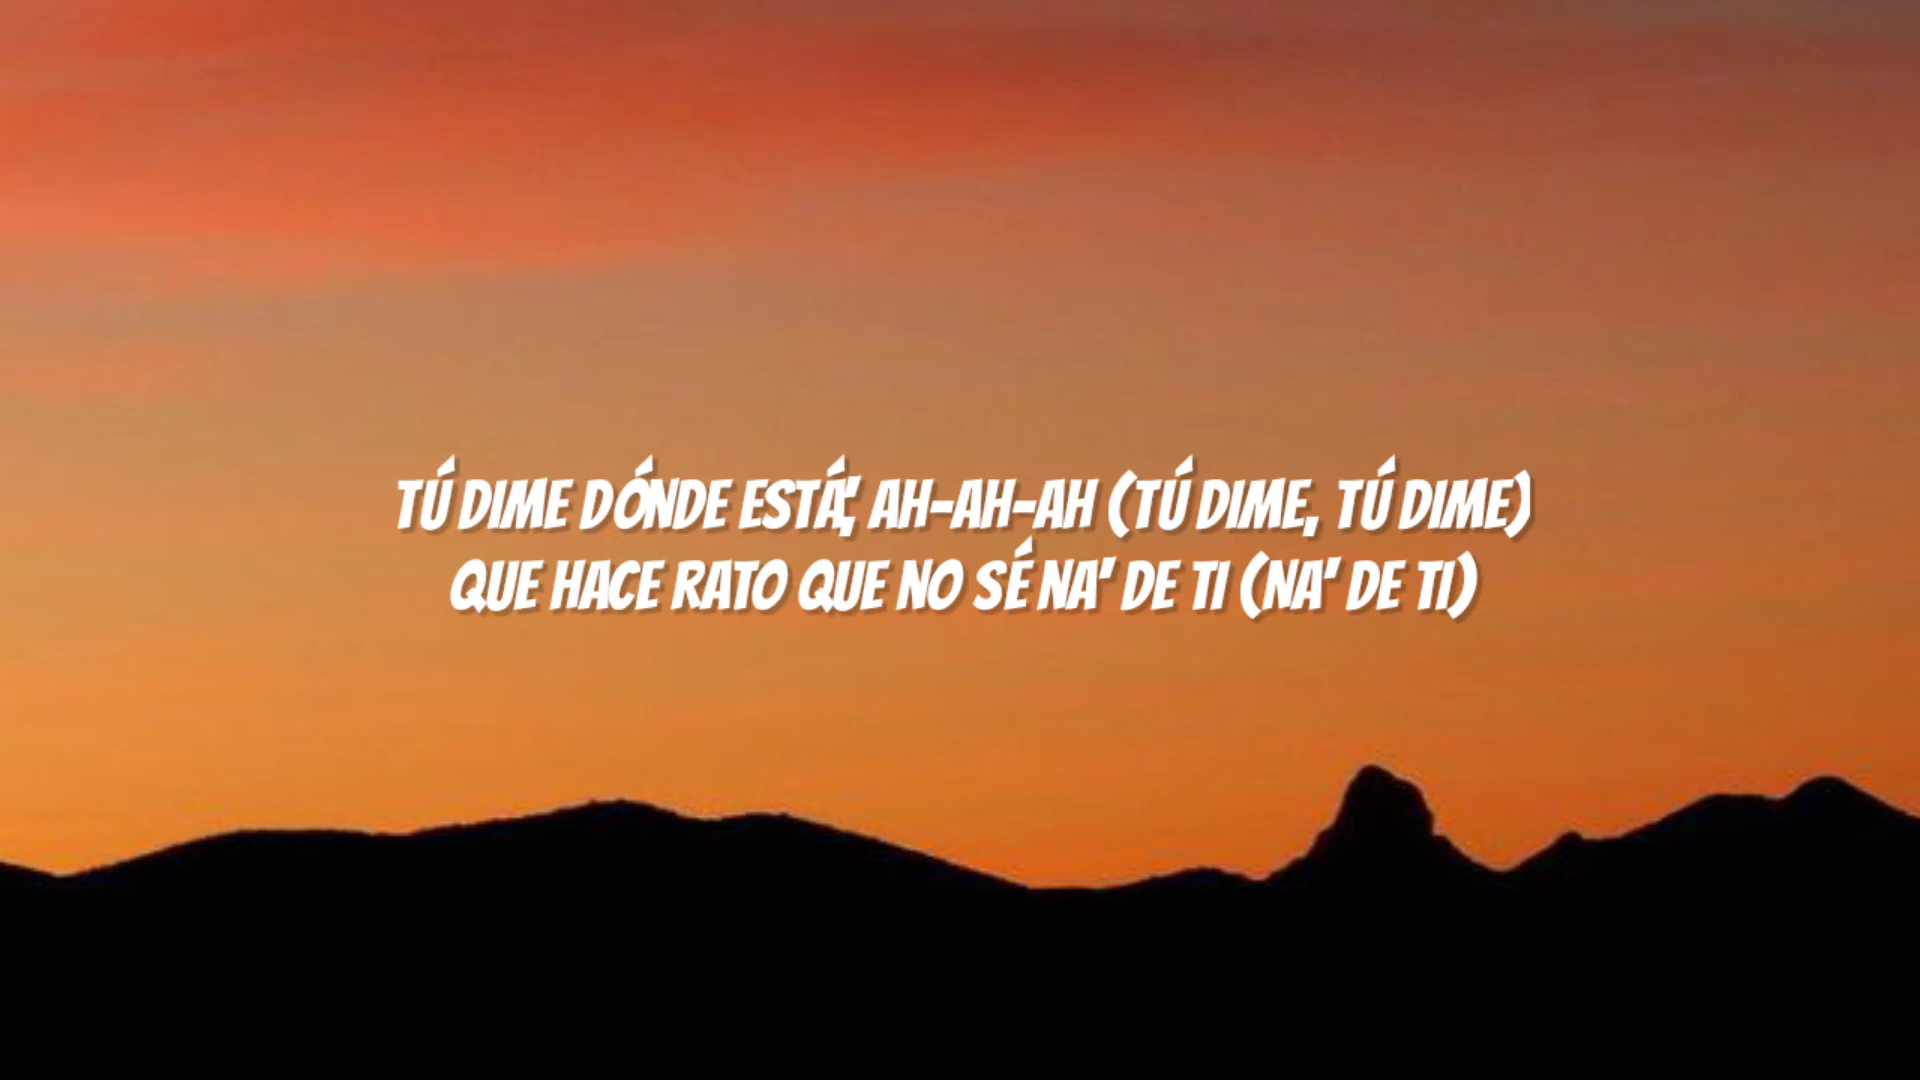 TÚ DIME DÓNDE ESTÁ', AH-AH-AH (TÚ DIME, TÚ DIME)
QUE HACE RATO QUE NO SÉ NA' DE TI (NA' DE TI)